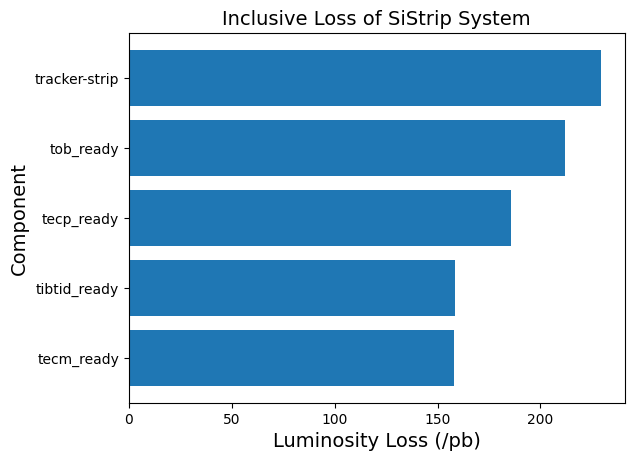 Inclusive Loss of SiStrip System
Component
tracker-strip
tob_ready
tecp_ready
tibtid_ready
tecm_ready
0 50 100 150 200
Luminosity Loss (/pb)